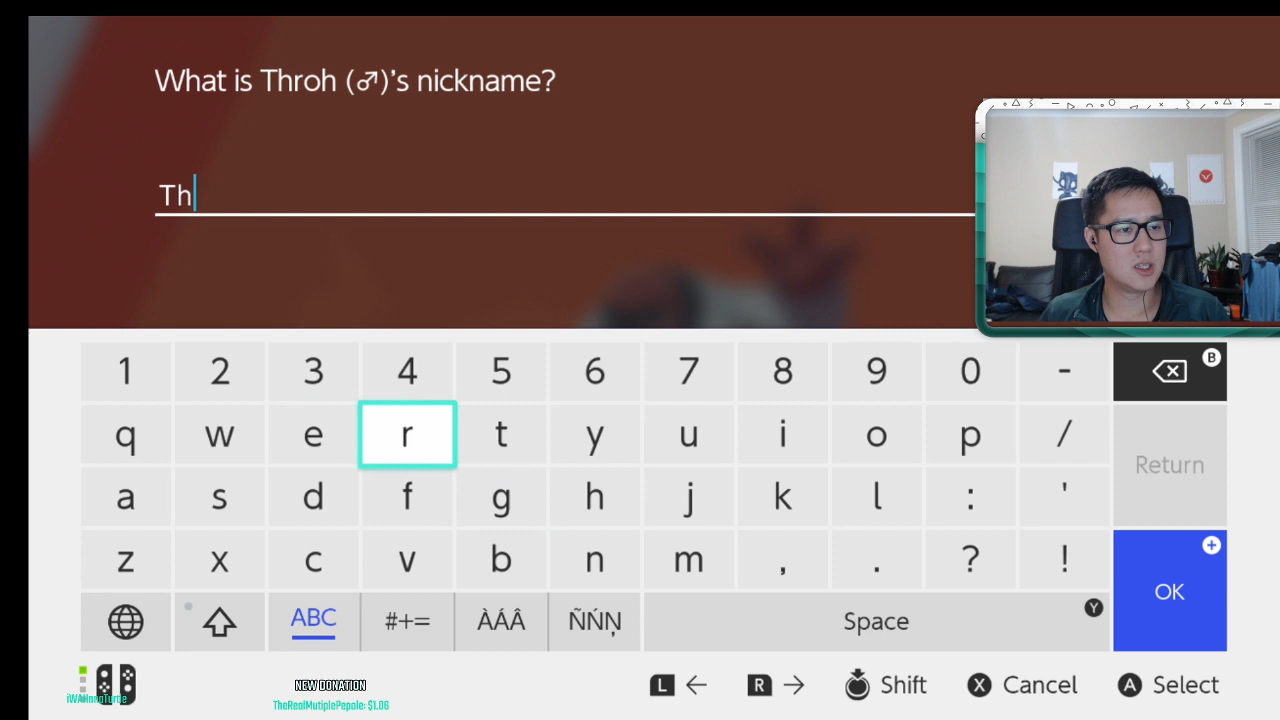 What is Throh (♂)'s nickname?
Th
1 2 3 4 5 6 7 8 9 0 -
q w e r t y u i o p /
a s d f g h j k l : '
z x c v b n m , . ? !
B
Return
+
OK
ABC #+= ÀÁÂ ÑŃŅ Space Y
iWANangTurtle
NEW DONATION
TheRealMutiplePepole: $1.06
L ← R → Shift X Cancel A Select